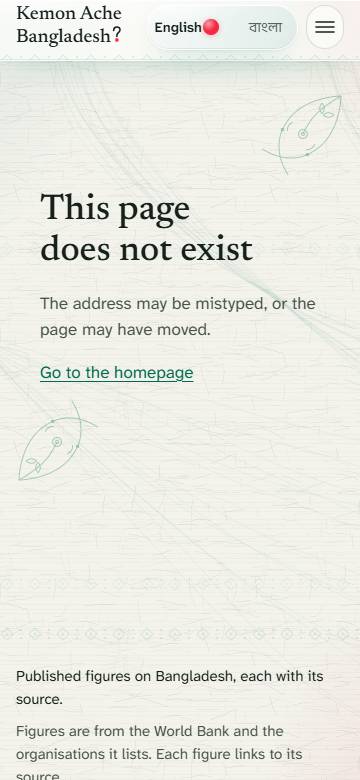 Kemon Ache
Bangladesh?
English
বাংলা
This page
does not exist
The address may be mistyped, or the
page may have moved.
Go to the homepage
Published figures on Bangladesh, each with its
source.
Figures are from the World Bank and the
organisations it lists. Each figure links to its
source.